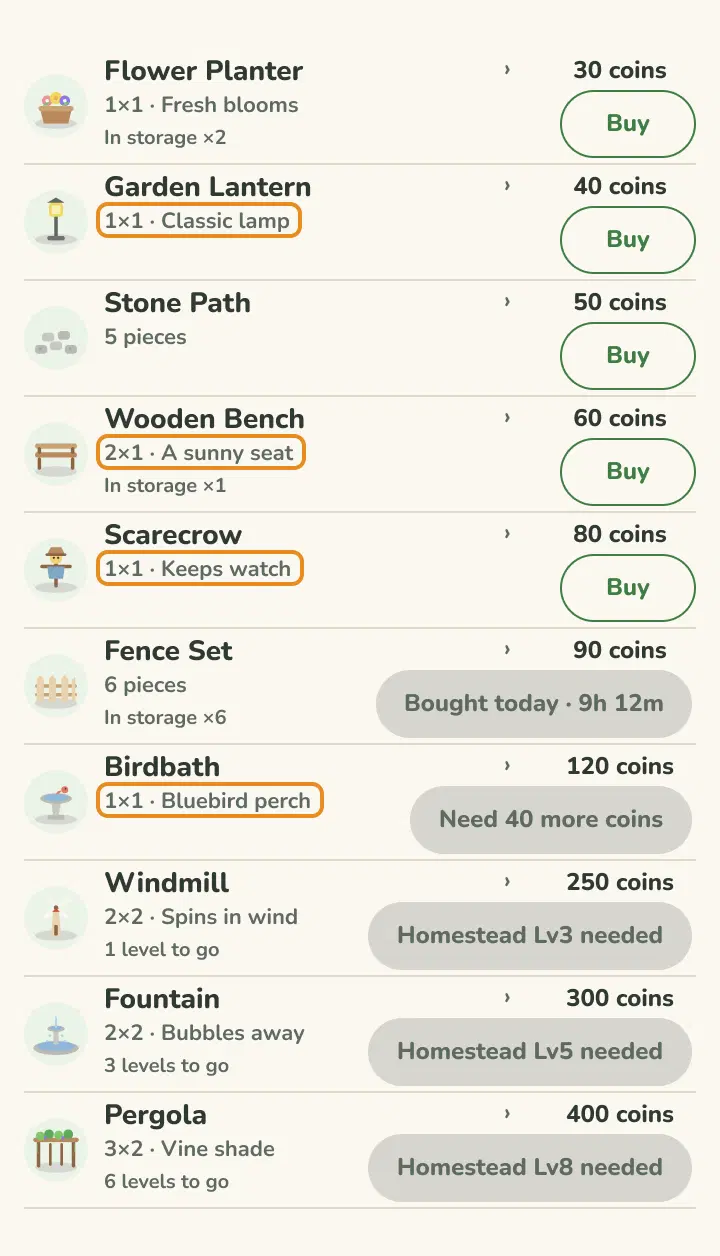 Flower Planter › 30 coins
1×1 · Fresh blooms
Buy
In storage ×2
Garden Lantern › 40 coins
1×1 · Classic lamp
Buy
Stone Path › 50 coins
5 pieces
Buy
Wooden Bench › 60 coins
2×1 · A sunny seat
Buy
In storage ×1
Scarecrow › 80 coins
1×1 · Keeps watch
Buy
Fence Set › 90 coins
6 pieces
Bought today · 9h 12m
In storage ×6
Birdbath › 120 coins
1×1 · Bluebird perch
Need 40 more coins
Windmill › 250 coins
2×2 · Spins in wind
Homestead Lv3 needed
1 level to go
Fountain › 300 coins
2×2 · Bubbles away
Homestead Lv5 needed
3 levels to go
Pergola › 400 coins
3×2 · Vine shade
Homestead Lv8 needed
6 levels to go